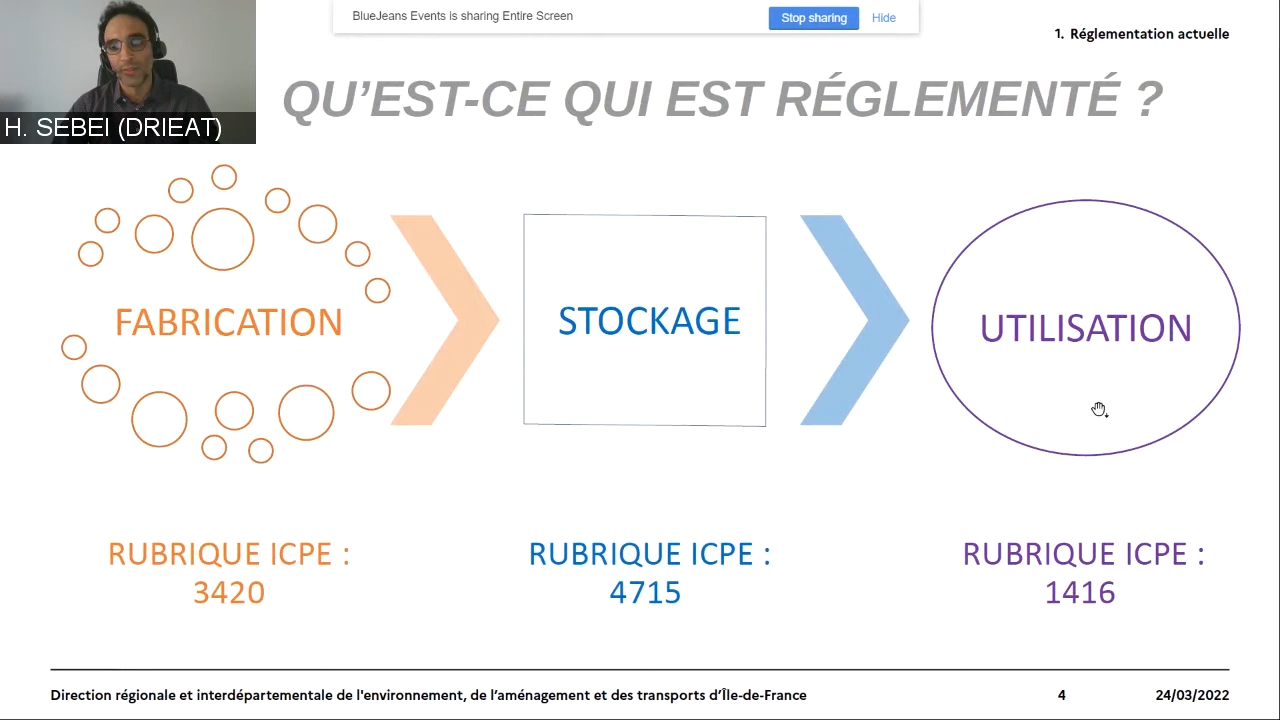 BlueJeans Events is sharing Entire Screen
Stop sharing
Hide
1. Réglementation actuelle
H. SEBEI (DRIEAT)
QU’EST-CE QUI EST RÉGLEMENTÉ ?
FABRICATION
STOCKAGE
UTILISATION
RUBRIQUE ICPE :
3420
RUBRIQUE ICPE :
4715
RUBRIQUE ICPE :
1416
Direction régionale et interdépartementale de l'environnement, de l’aménagement et des transports d’Île-de-France
4
24/03/2022